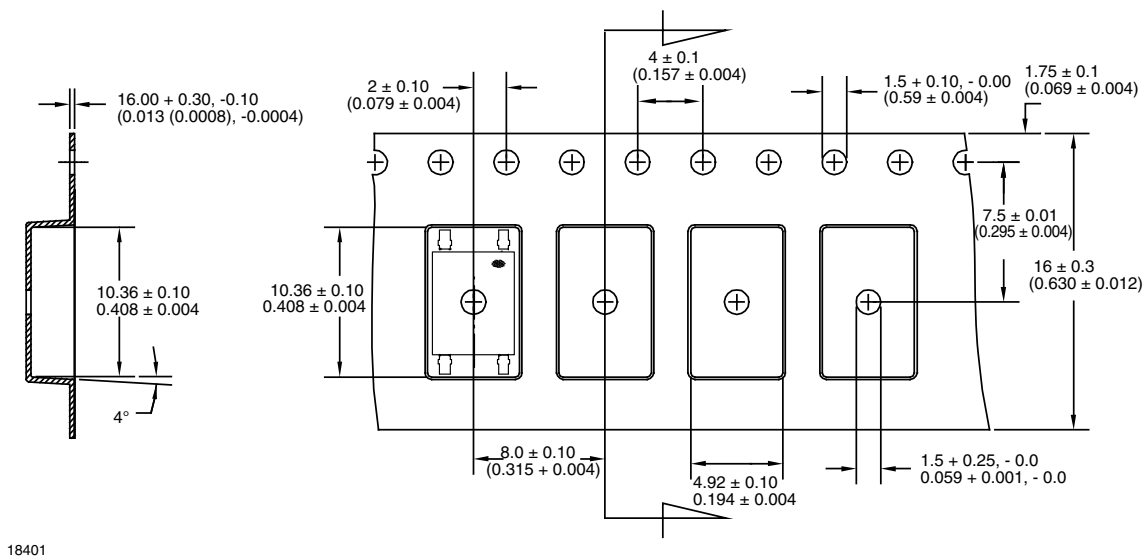 4 ± 0.1
(0.157 ± 0.004)
1.75 ± 0.1
(0.069 ± 0.004)
2 ± 0.10
(0.079 ± 0.004)
1.5 + 0.10, - 0.00
(0.59 ± 0.004)
16.00 + 0.30, -0.10
(0.013 (0.0008), -0.0004)
7.5 ± 0.01
(0.295 ± 0.004)
16 ± 0.3
(0.630 ± 0.012)
10.36 ± 0.10
0.408 ± 0.004
10.36 ± 0.10
0.408 ± 0.004
4°
8.0 ± 0.10
(0.315 + 0.004)
4.92 ± 0.10
0.194 ± 0.004
1.5 + 0.25, - 0.0
0.059 + 0.001, - 0.0
18401